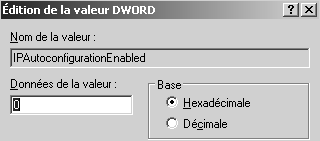 Édition de la valeur DWORD
Nom de la valeur :
IPAutoconfigurationEnabled
Données de la valeur :
0
Base
Hexadécimale
Décimale